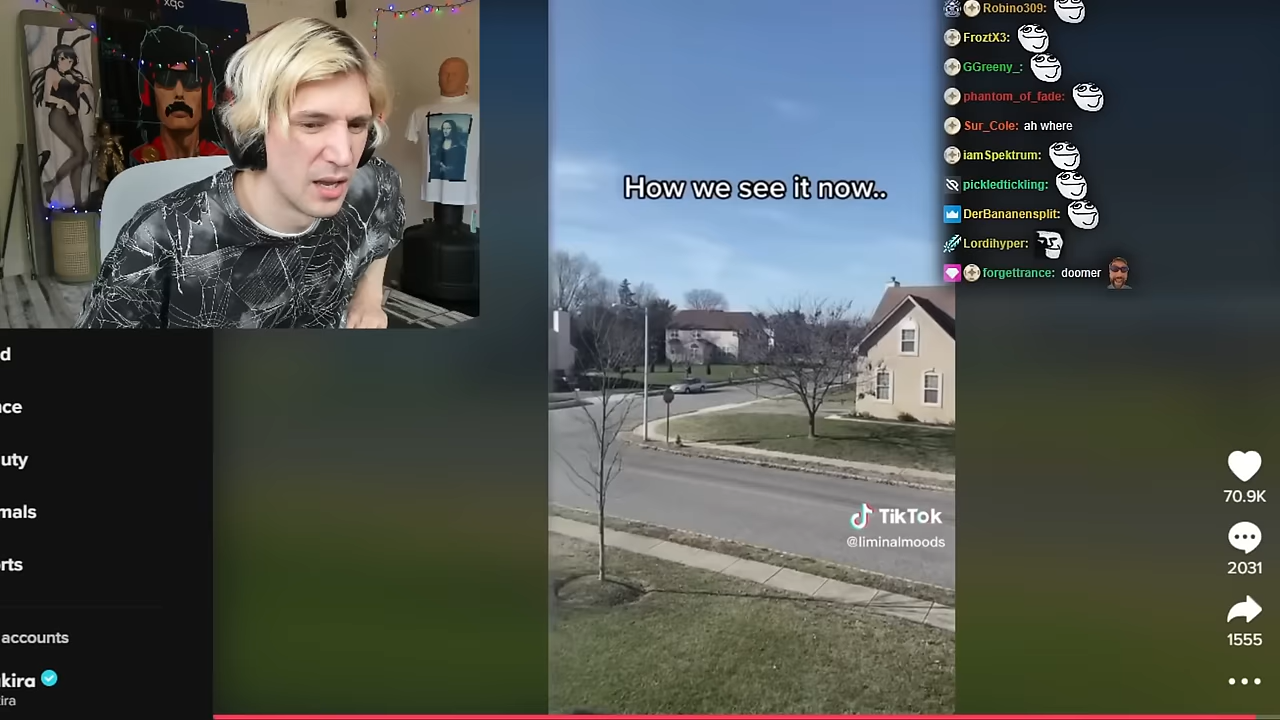 xqc
Robino309:
FroztX3:
GGreeny_:
phantom_of_fade:
Sur_Cole: ah where
iamSpektrum:
pickledtickling:
DerBananensplit:
Lordihyper:
forgettrance: doomer
How we see it now..
TikTok
@liminalmoods
d
ce
uty
mals
rts
accounts
kira
ira
70.9K
2031
1555